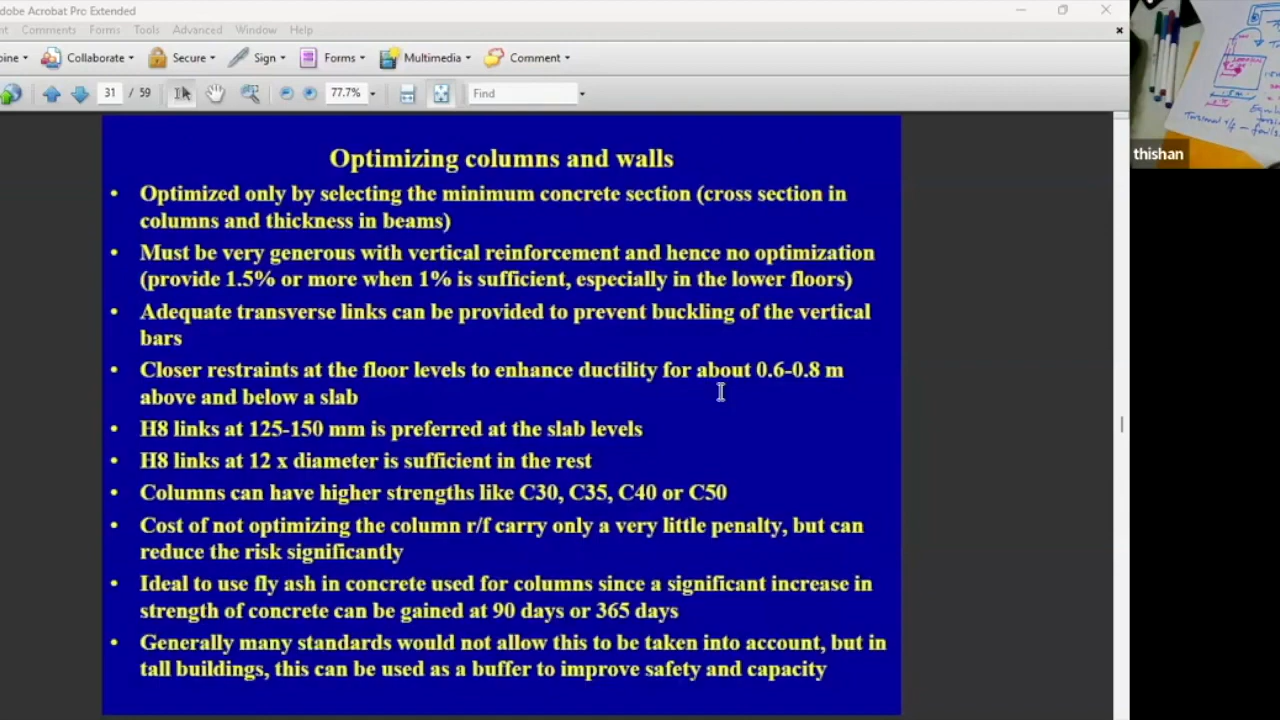 dobe Acrobat Pro Extended
nt Comments Forms Tools Advanced Window Help
bine Collaborate Secure Sign Forms Multimedia Comment
31 / 59 77.7% Find
thishan
Optimizing columns and walls
• Optimized only by selecting the minimum concrete section (cross section in
columns and thickness in beams)
• Must be very generous with vertical reinforcement and hence no optimization
(provide 1.5% or more when 1% is sufficient, especially in the lower floors)
• Adequate transverse links can be provided to prevent buckling of the vertical
bars
• Closer restraints at the floor levels to enhance ductility for about 0.6-0.8 m
above and below a slab
• H8 links at 125-150 mm is preferred at the slab levels
• H8 links at 12 x diameter is sufficient in the rest
• Columns can have higher strengths like C30, C35, C40 or C50
• Cost of not optimizing the column r/f carry only a very little penalty, but can
reduce the risk significantly
• Ideal to use fly ash in concrete used for columns since a significant increase in
strength of concrete can be gained at 90 days or 365 days
• Generally many standards would not allow this to be taken into account, but in
tall buildings, this can be used as a buffer to improve safety and capacity